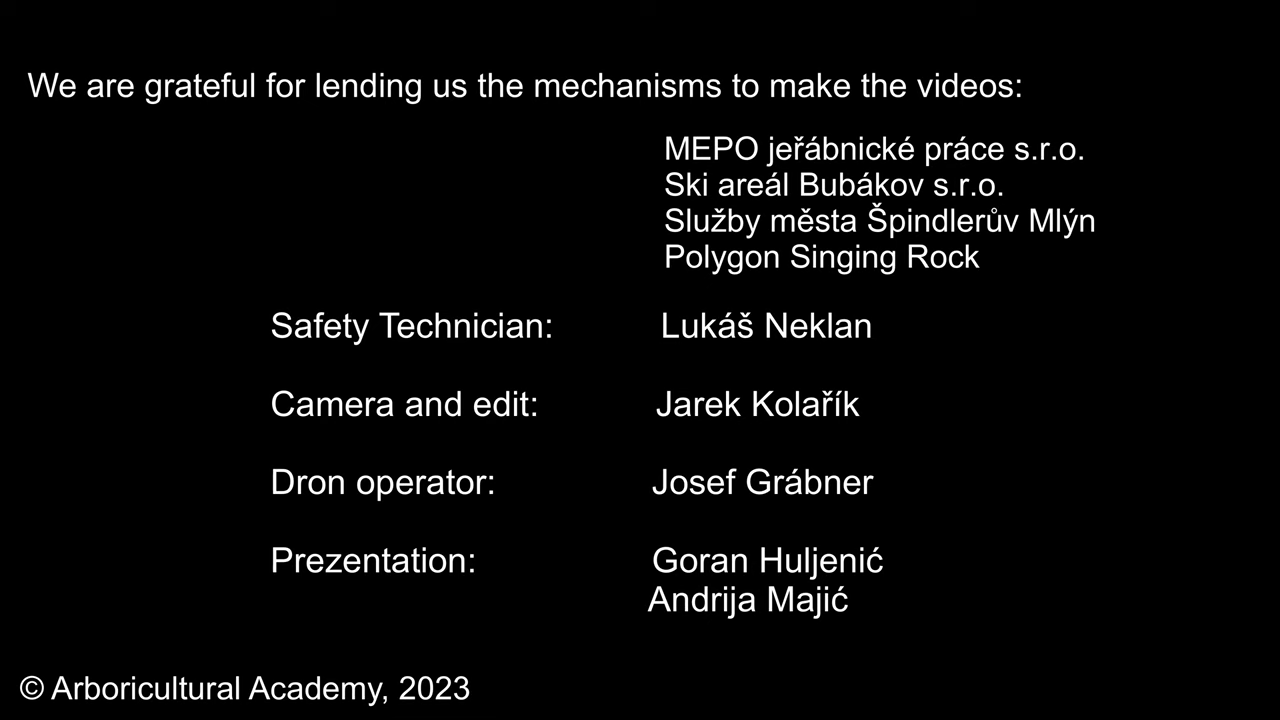 We are grateful for lending us the mechanisms to make the videos:
MEPO jeřábnické práce s.r.o.
Ski areál Bubákov s.r.o.
Služby města Špindlerův Mlýn
Polygon Singing Rock
Safety Technician: Lukáš Neklan
Camera and edit: Jarek Kolařík
Dron operator: Josef Grábner
Prezentation: Goran Huljenić
Andrija Majić
© Arboricultural Academy, 2023